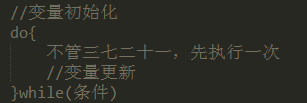 //变量初始化
do{
不管三七二十一，先执行一次
//变量更新
}while(条件)